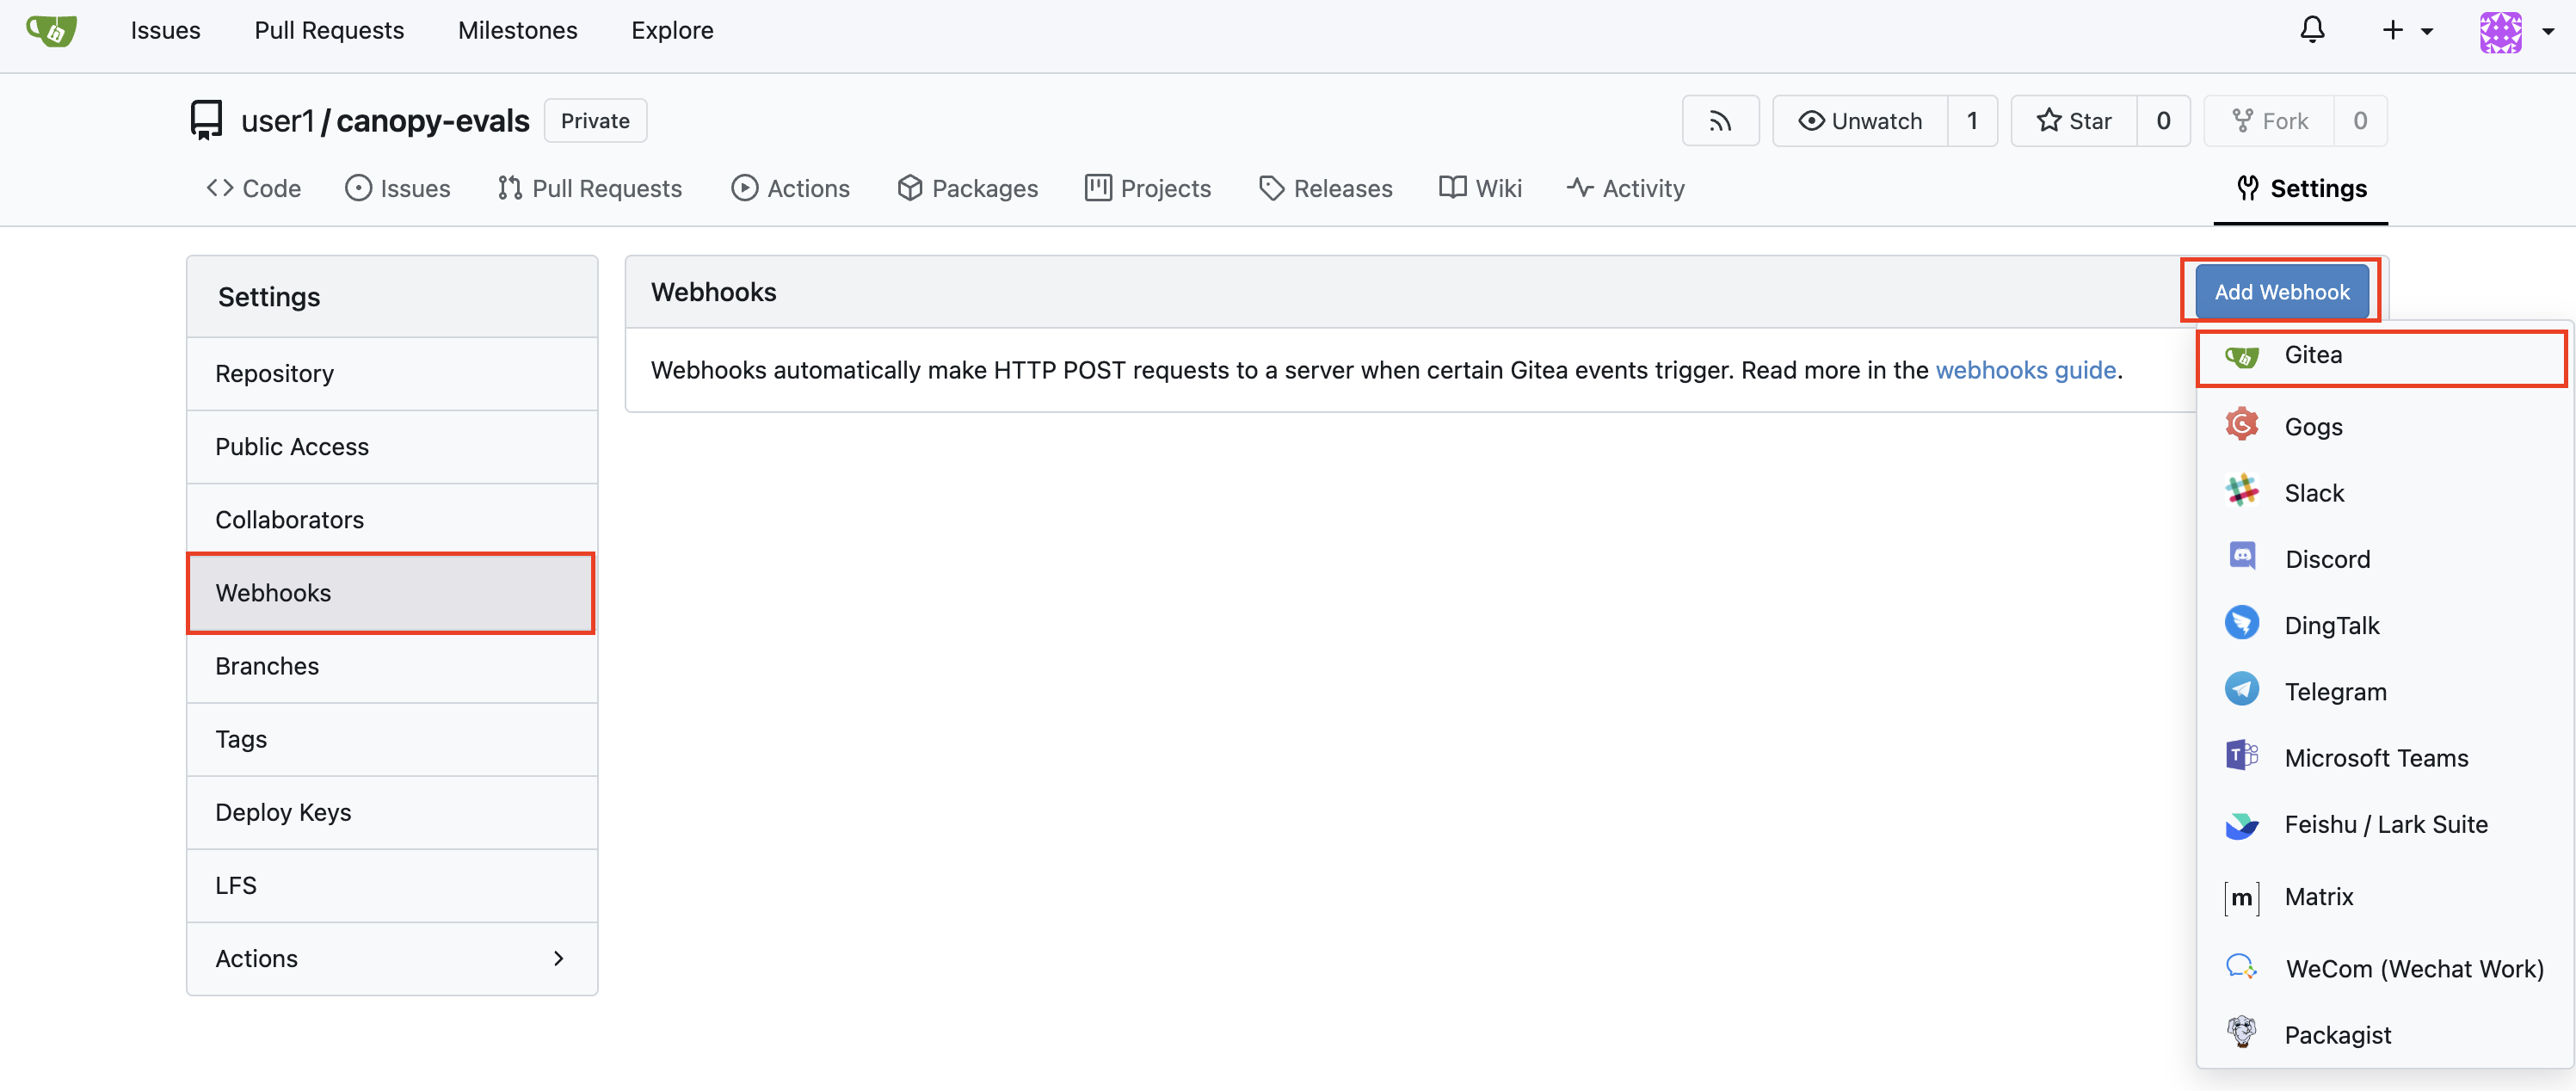 Issues Pull Requests Milestones Explore
user1/canopy-evals Private Unwatch 1 Star 0 Fork 0
Code Issues Pull Requests Actions Packages Projects Releases Wiki Activity Settings
Settings
Repository
Public Access
Collaborators
Webhooks
Branches
Tags
Deploy Keys
LFS
Actions
Webhooks Add Webhook
Webhooks automatically make HTTP POST requests to a server when certain Gitea events trigger. Read more in the webhooks guide.
Gitea
Gogs
Slack
Discord
DingTalk
Telegram
Microsoft Teams
Feishu / Lark Suite
[m] Matrix
WeCom (Wechat Work)
Packagist